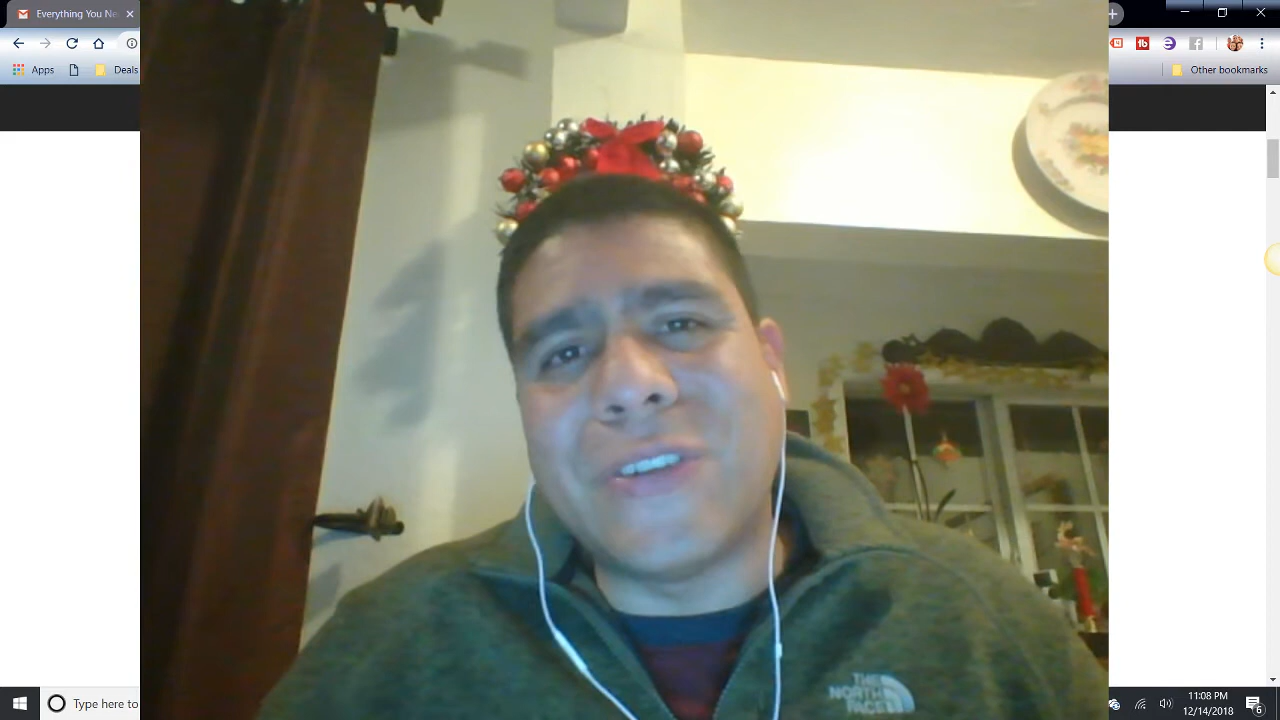 Everything You Ne
Apps
Deals
Other bookmarks
THE
NORTH
FACE
Type here to
11:08 PM
12/14/2018
6